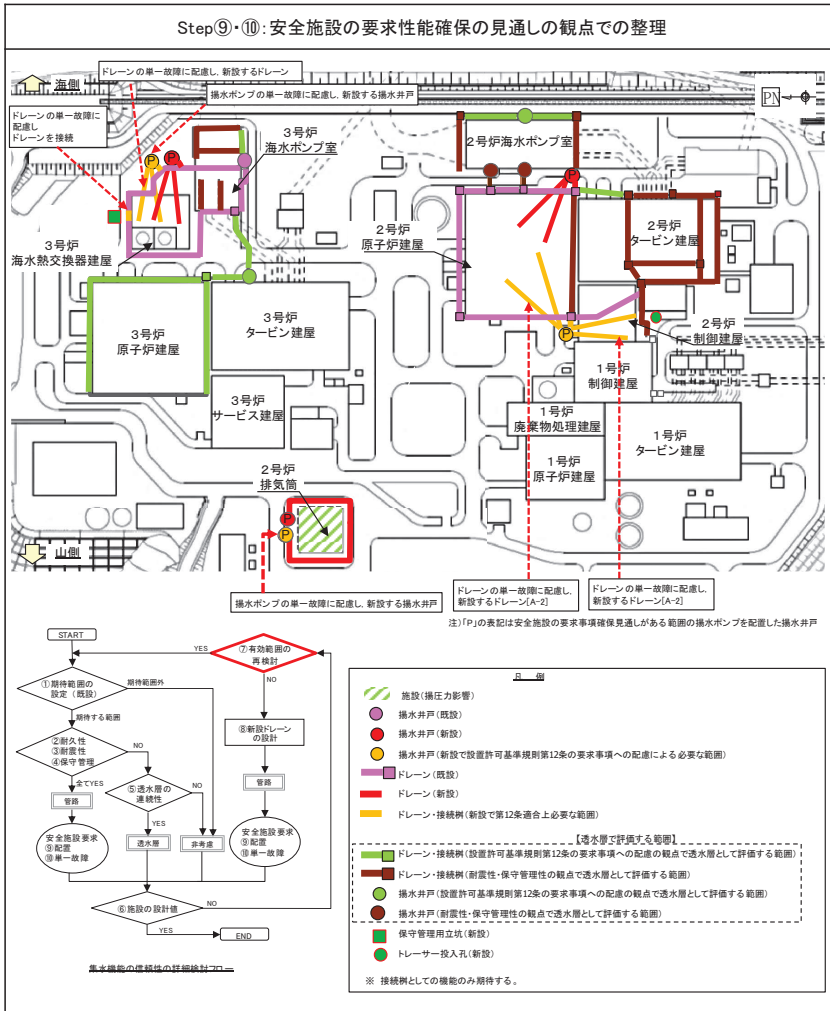 Step⑨・⑩：安全施設の要求性能確保の見通しの観点での整理
ドレーンの単一故障に配慮し、新設するドレーン
海側
揚水ポンプの単一故障に配慮し、新設する揚水井戸
PN
ドレーンの単一故障に
配慮し
ドレーンを接続
3号炉
海水ポンプ室
2号炉海水ポンプ室
P
P
P
3号炉
海水熱交換器建屋
2号炉
原子炉建屋
2号炉
タービン建屋
3号炉
原子炉建屋
3号炉
タービン建屋
P
2号炉
制御建屋
1号炉
制御建屋
3号炉
サービス建屋
1号炉
廃棄物処理建屋
1号炉
タービン建屋
1号炉
原子炉建屋
2号炉
排気筒
P
P
山側
揚水ポンプの単一故障に配慮し、新設する揚水井戸
ドレーンの単一故障に配慮し、
新設するドレーン[A-2]
ドレーンの単一故障に配慮し、
新設するドレーン[A-2]
注)「P」の表記は安全施設の要求事項確保見通しがある範囲の揚水ポンプを配置した揚水井戸
START
YES
⑦有効範囲の
再検討
①期待範囲の
設定（既設）
期待範囲外
NO
期待する範囲
⑧新設ドレーン
の設計
②耐久性
③耐震性
④保守管理
NO
全てYES
⑤透水層の
連続性
NO
管路
管路
YES
安全施設要求
⑨配置
⑩単一故障
透水層
非考慮
安全施設要求
⑨配置
⑩単一故障
⑥施設の設計値
NO
YES
END
集水機能の信頼性の詳細検討フロー
凡 例
施設(揚圧力影響)
揚水井戸(既設)
揚水井戸(新設)
揚水井戸(新設で設置許可基準規則第12条の要求事項への配慮による必要な範囲)
ドレーン(既設)
ドレーン(新設)
ドレーン・接続桝(新設で第12条適合上必要な範囲)
【透水層で評価する範囲】
ドレーン・接続桝(設置許可基準規則第12条の要求事項への配慮の観点で透水層として評価する範囲)
ドレーン・接続桝(耐震性・保守管理性の観点で透水層として評価する範囲)
揚水井戸(設置許可基準規則第12条の要求事項への配慮の観点で透水層として評価する範囲)
揚水井戸(耐震性・保守管理性の観点で透水層として評価する範囲)
保守管理用立坑(新設)
トレーサー投入孔(新設)
※ 接続桝としての機能のみ期待する。